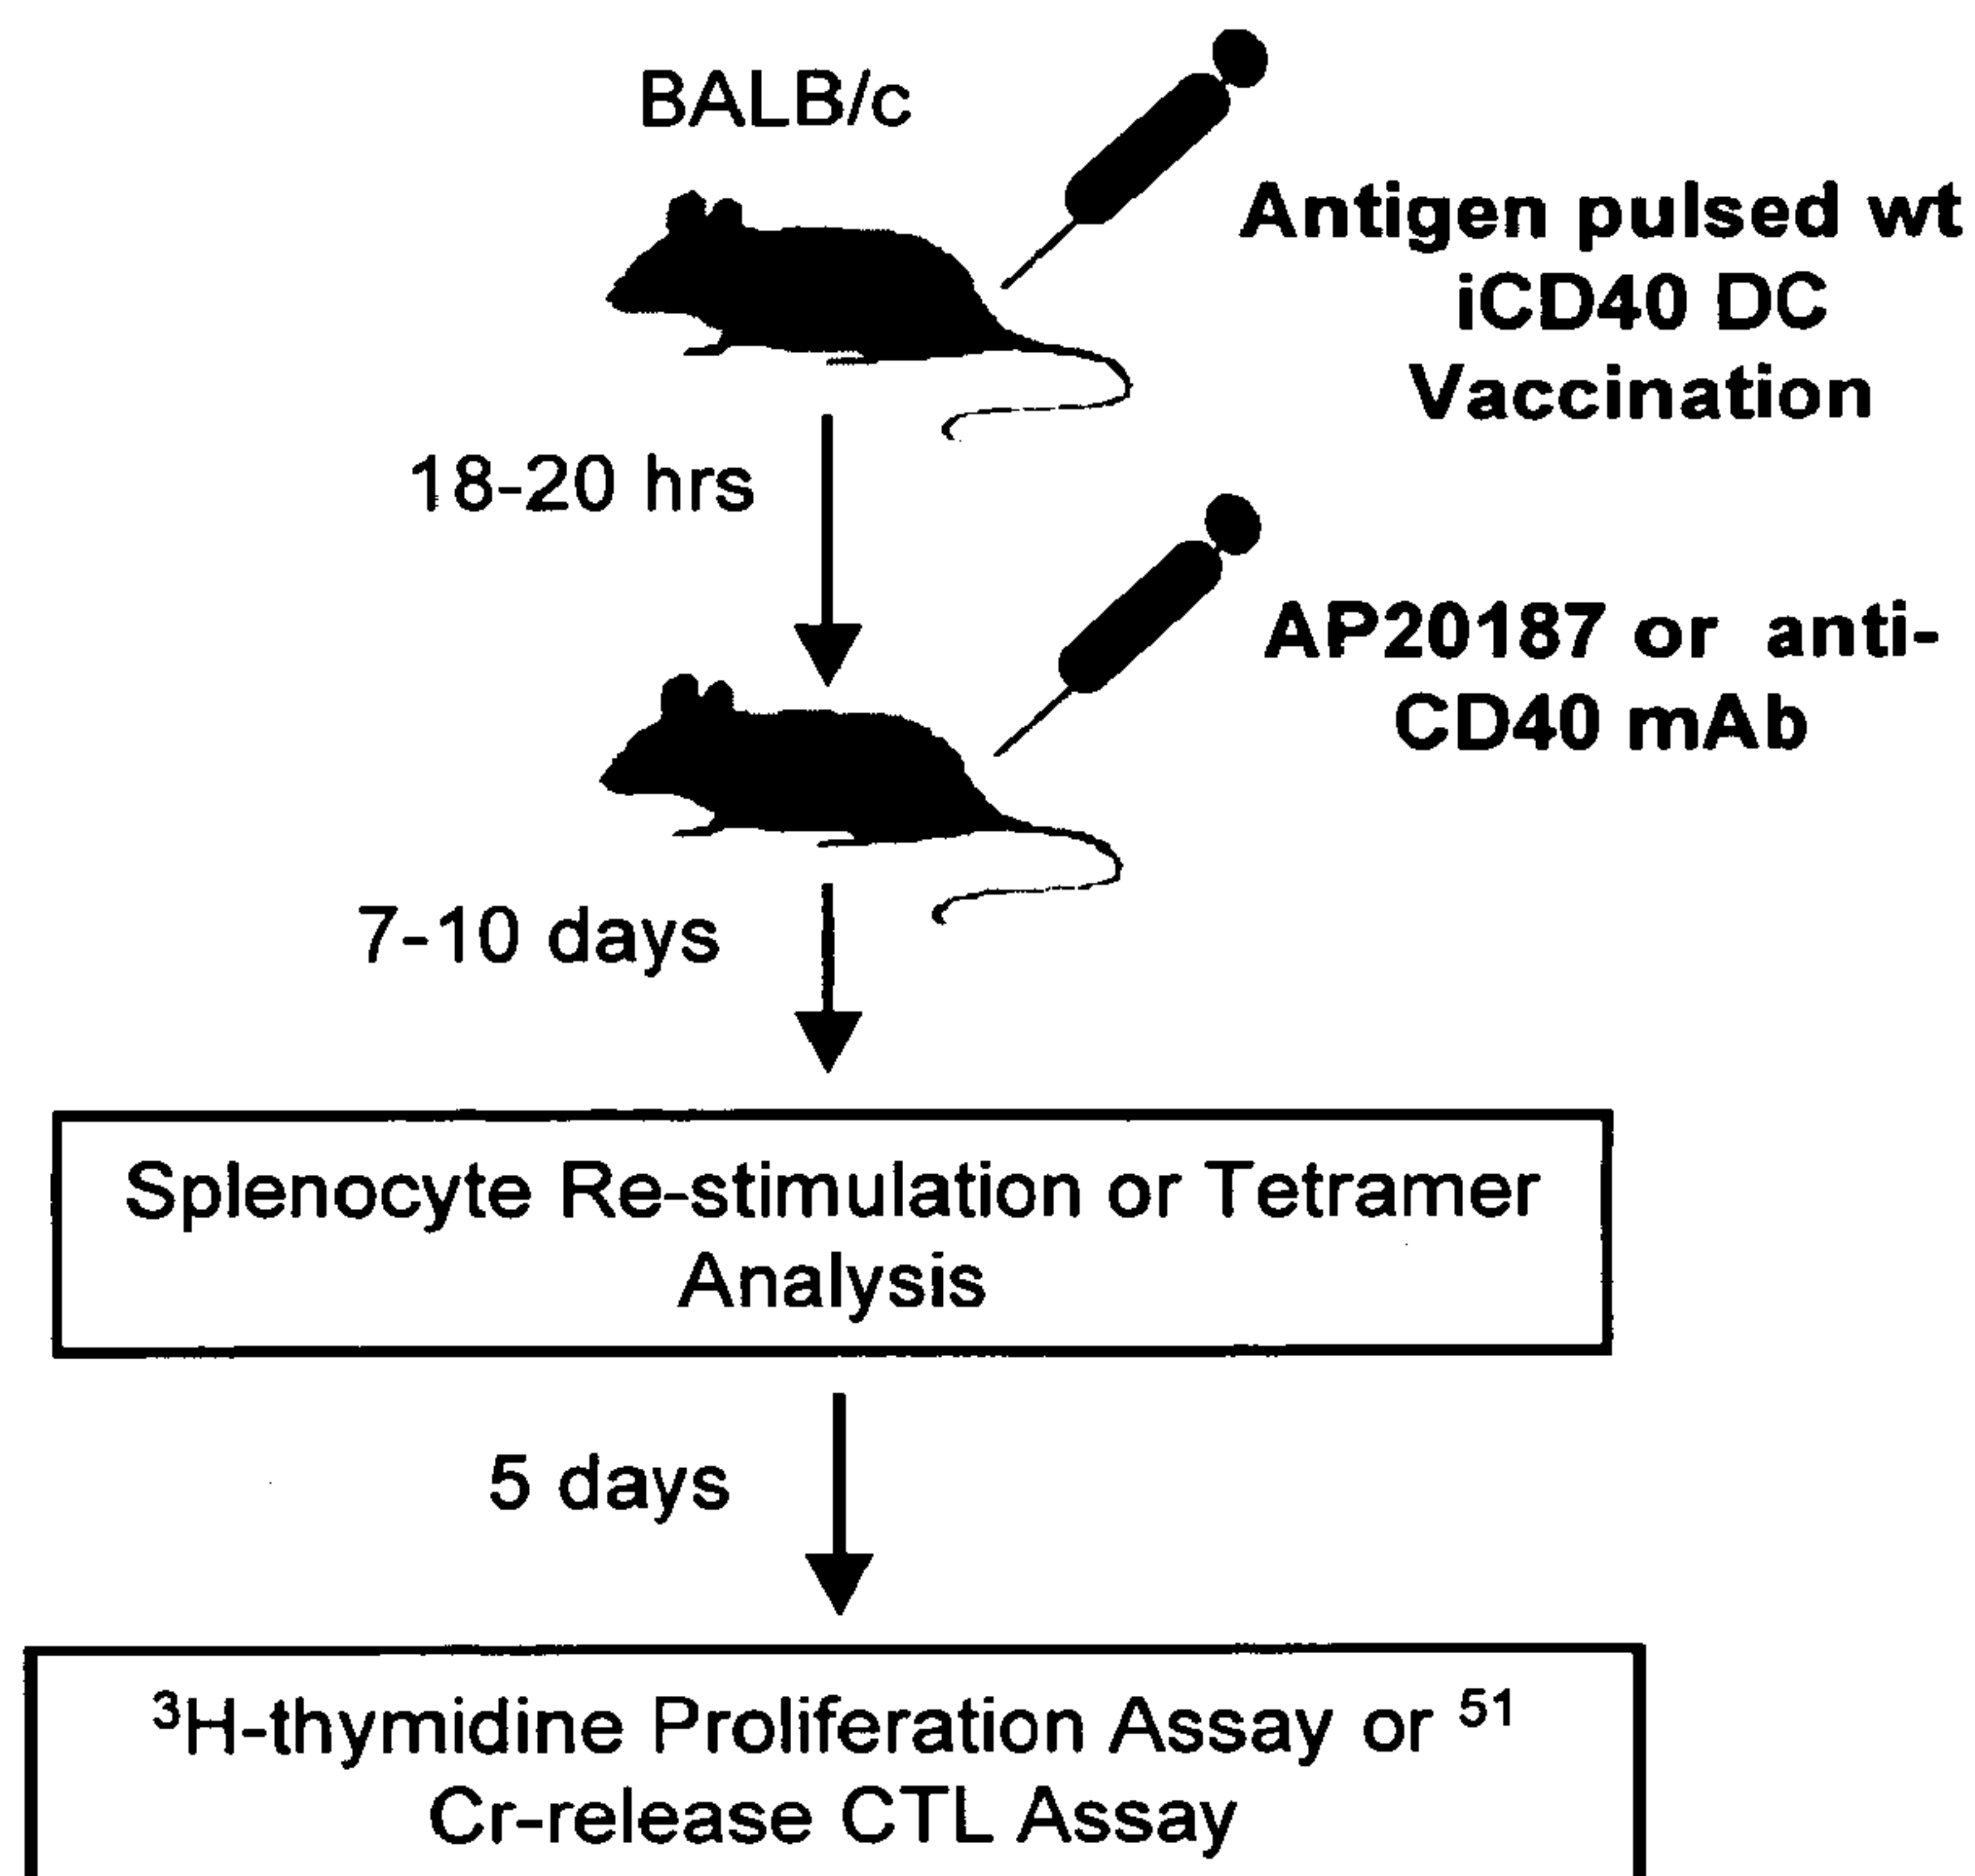 BALB/c
Antigen pulsed wt
iCD40 DC
Vaccination
18-20 hrs
AP20187 or anti-
CD40 mAb
7-10 days
Splenocyte Re-stimulation or Tetramer
Analysis
5 days
³H-thymidine Proliferation Assay or ⁵¹
Cr-release CTL Assay